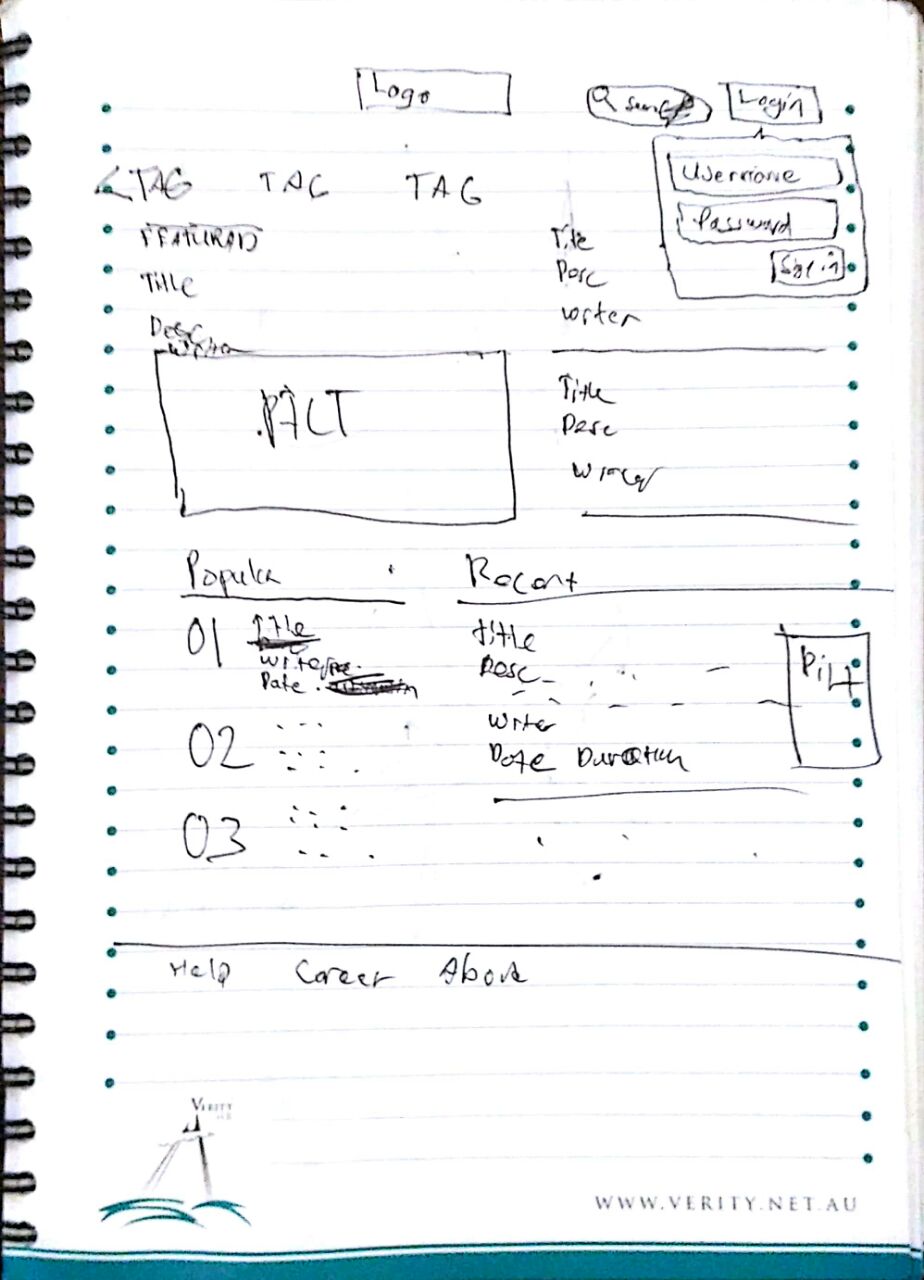 Logo
Search
Login
Username
Password
Sign in
TAG TAG TAG
FEATURED
Title
Desc
Writer
PICT
Title
Desc
Writer
Title
Desc
Writer
Popular
01 Title
Writer
Date
02
03
Recent
Title
Desc
Writer
Date Duration
Pict
Help Career About
VERITY
WWW.VERITY.NET.AU